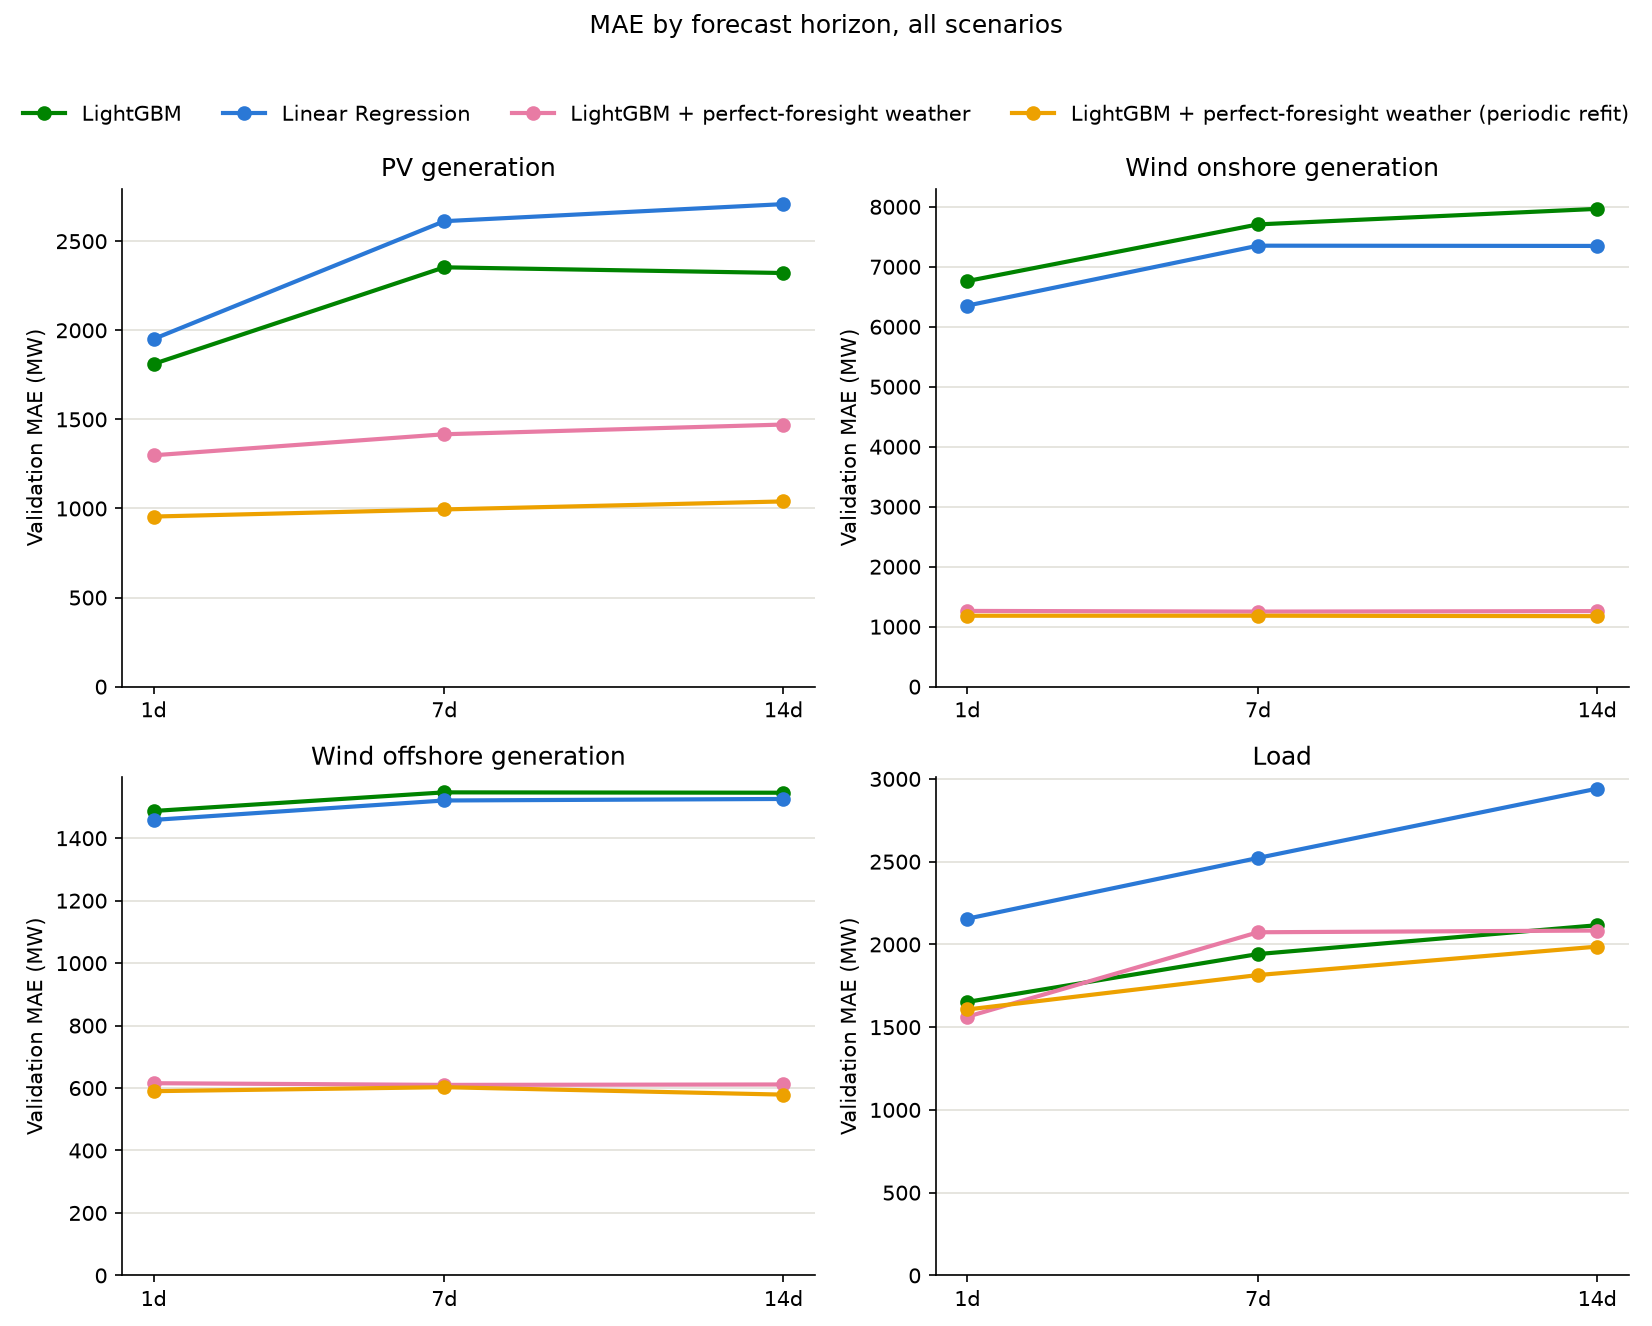 MAE by forecast horizon, all scenarios
LightGBM Linear Regression LightGBM + perfect-foresight weather LightGBM + perfect-foresight weather (periodic refit)
PV generation
Validation MAE (MW)
2500
2000
1500
1000
500
0
1d 7d 14d
Wind onshore generation
Validation MAE (MW)
8000
7000
6000
5000
4000
3000
2000
1000
0
1d 7d 14d
Wind offshore generation
Validation MAE (MW)
1400
1200
1000
800
600
400
200
0
1d 7d 14d
Load
Validation MAE (MW)
3000
2500
2000
1500
1000
500
0
1d 7d 14d